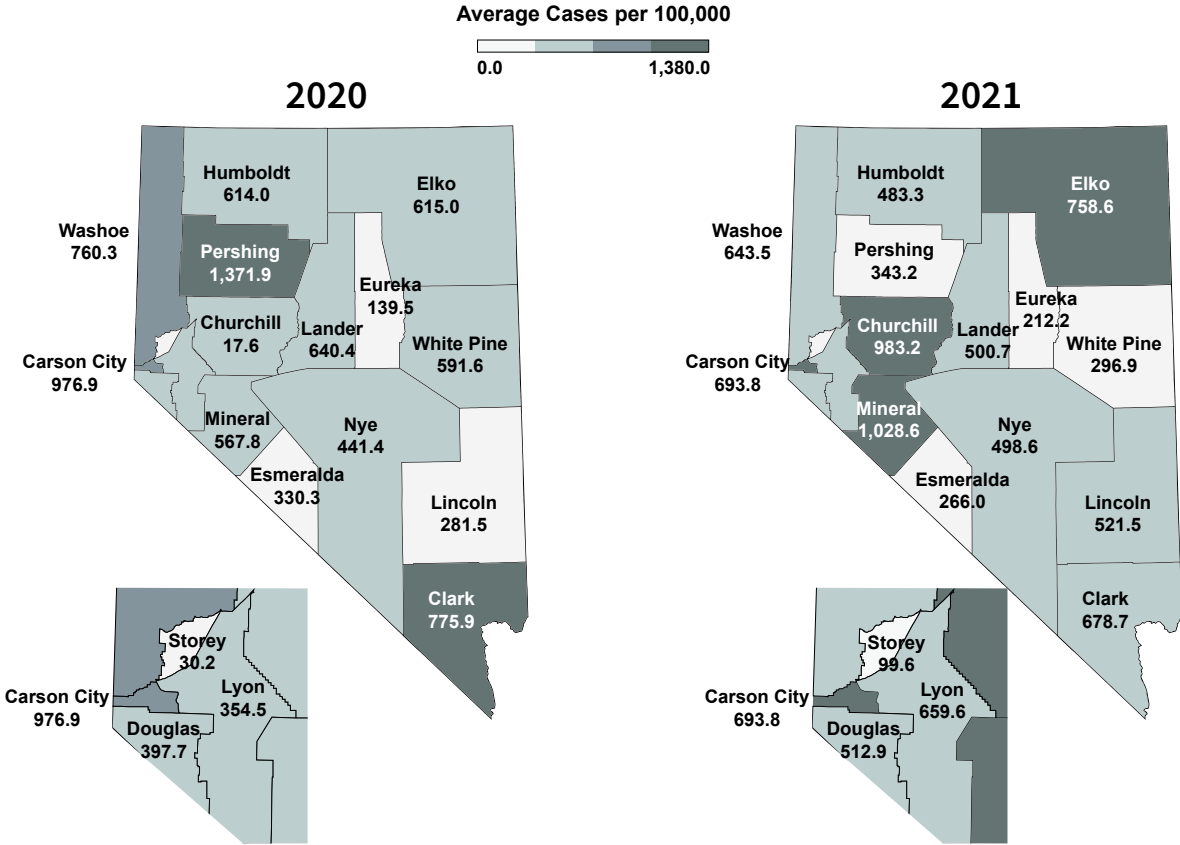 Average Cases per 100,000
0.0 1,380.0
2020
Humboldt
614.0
Elko
615.0
Washoe
760.3
Pershing
1,371.9
Eureka
139.5
Churchill
17.6
Lander
640.4
White Pine
591.6
Carson City
976.9
Mineral
567.8
Nye
441.4
Esmeralda
330.3
Lincoln
281.5
Clark
775.9
Storey
30.2
Carson City
976.9
Lyon
354.5
Douglas
397.7
2021
Humboldt
483.3
Elko
758.6
Washoe
643.5
Pershing
343.2
Eureka
212.2
Churchill
983.2
Lander
500.7
White Pine
296.9
Carson City
693.8
Mineral
1,028.6
Nye
498.6
Esmeralda
266.0
Lincoln
521.5
Clark
678.7
Storey
99.6
Carson City
693.8
Lyon
659.6
Douglas
512.9